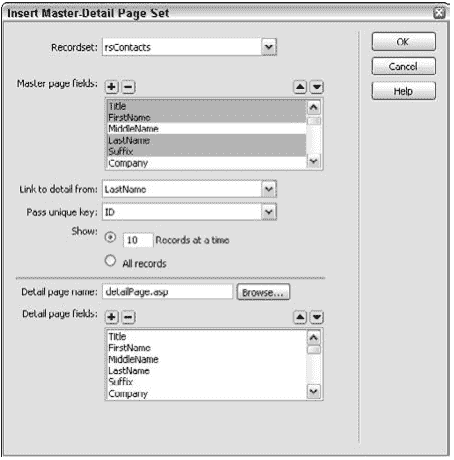 Insert Master-Detail Page Set
Recordset: rsContacts
OK
Cancel
Help
Master page fields:
Title
FirstName
MiddleName
LastName
Suffix
Company
Link to detail from: LastName
Pass unique key: ID
Show: 10 Records at a time
All records
Detail page name: detailPage.asp Browse...
Detail page fields:
Title
FirstName
MiddleName
LastName
Suffix
Company